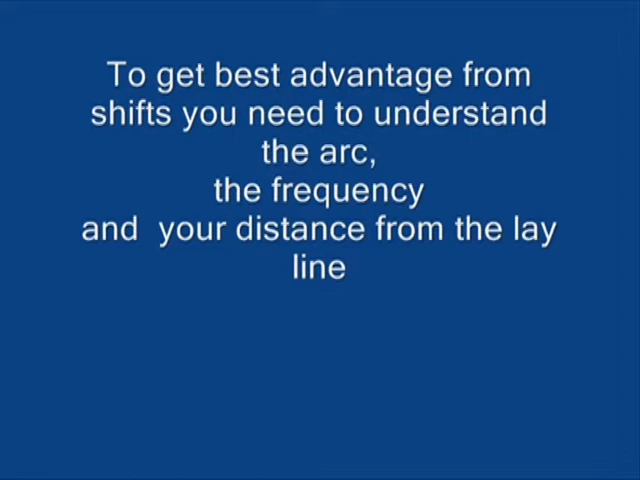 To get best advantage from
shifts you need to understand
the arc,
the frequency
and  your distance from the lay
line